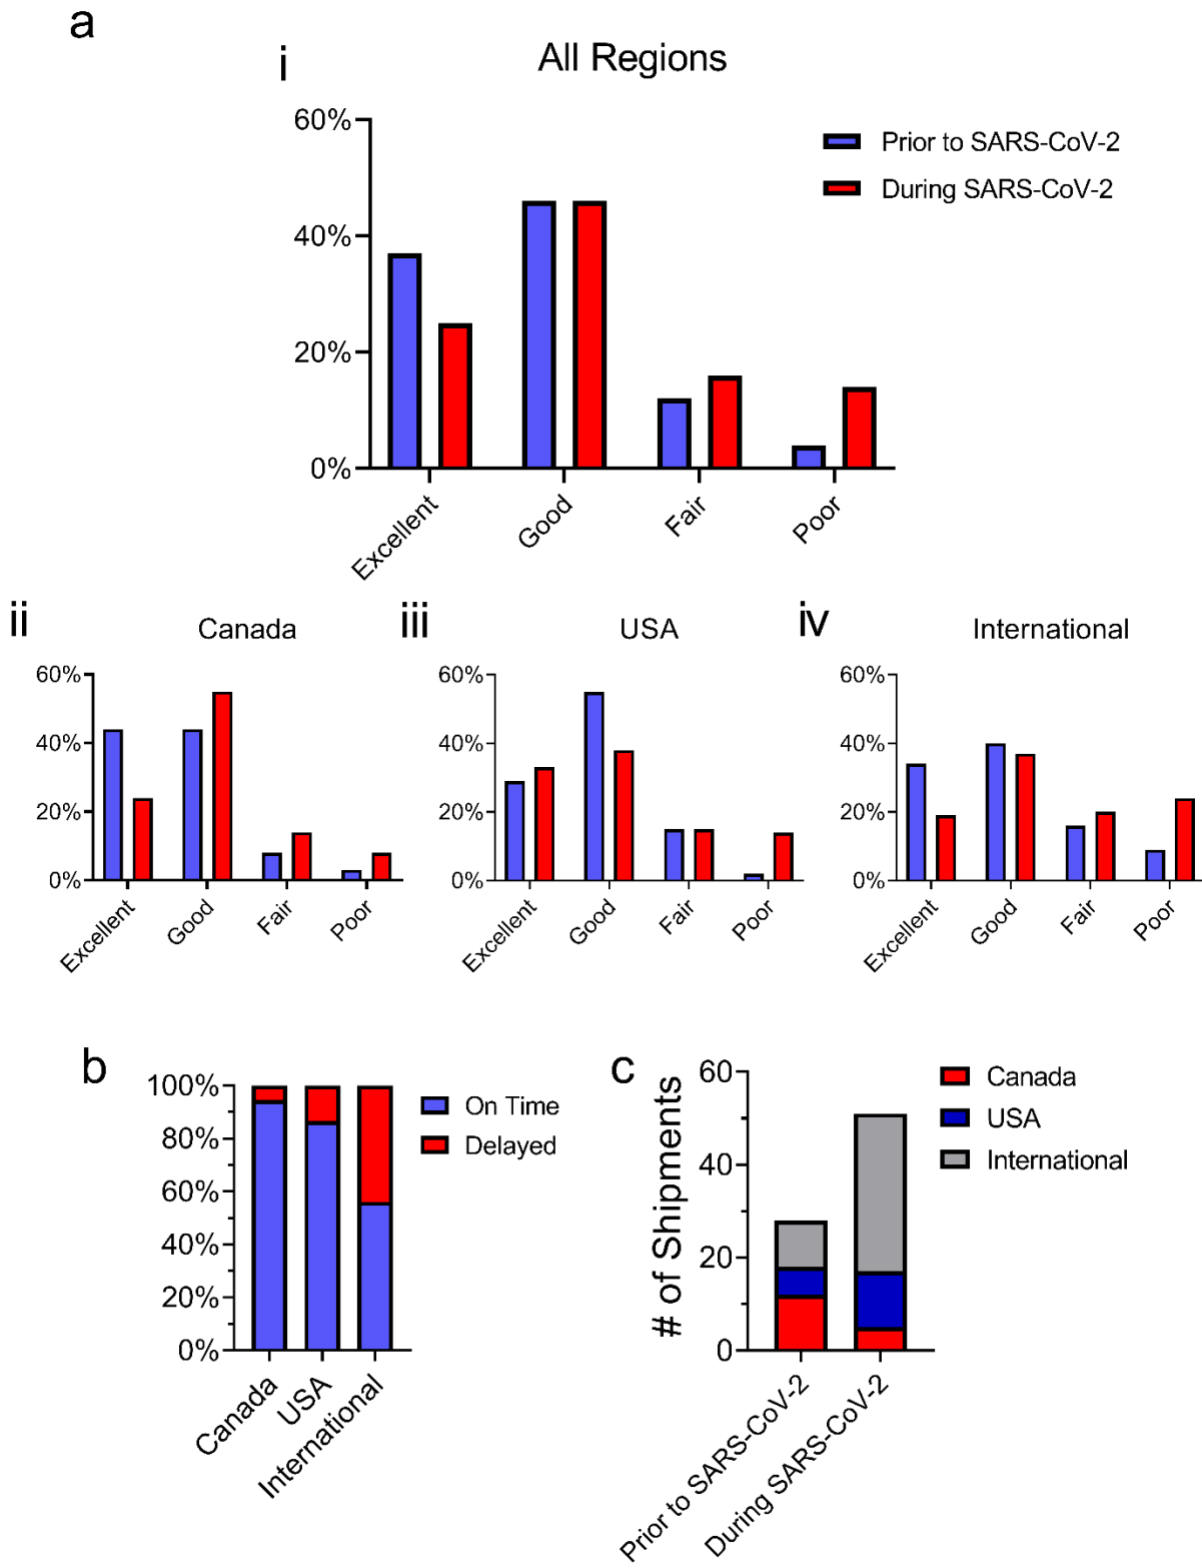 a
i
All Regions
60%
40%
20%
0%
Prior to SARS-CoV-2
During SARS-CoV-2
Excellent
Good
Fair
Poor
ii
Canada
60%
40%
20%
0%
Excellent
Good
Fair
Poor
iii
USA
60%
40%
20%
0%
Excellent
Good
Fair
Poor
iv
International
60%
40%
20%
0%
Excellent
Good
Fair
Poor
b
100%
80%
60%
40%
20%
0%
On Time
Delayed
Canada
USA
International
c
# of Shipments
60
40
20
0
Canada
USA
International
Prior to SARS-CoV-2
During SARS-CoV-2